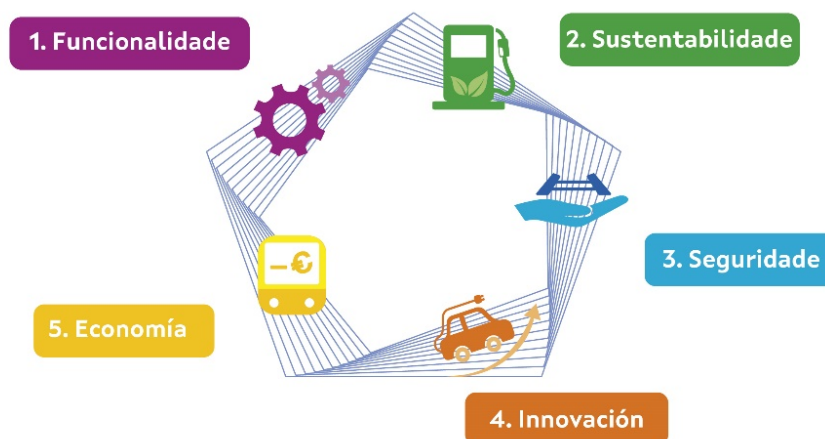 1. Funcionalidade
2. Sustentabilidade
3. Seguridade
4. Innovación
5. Economía
–€